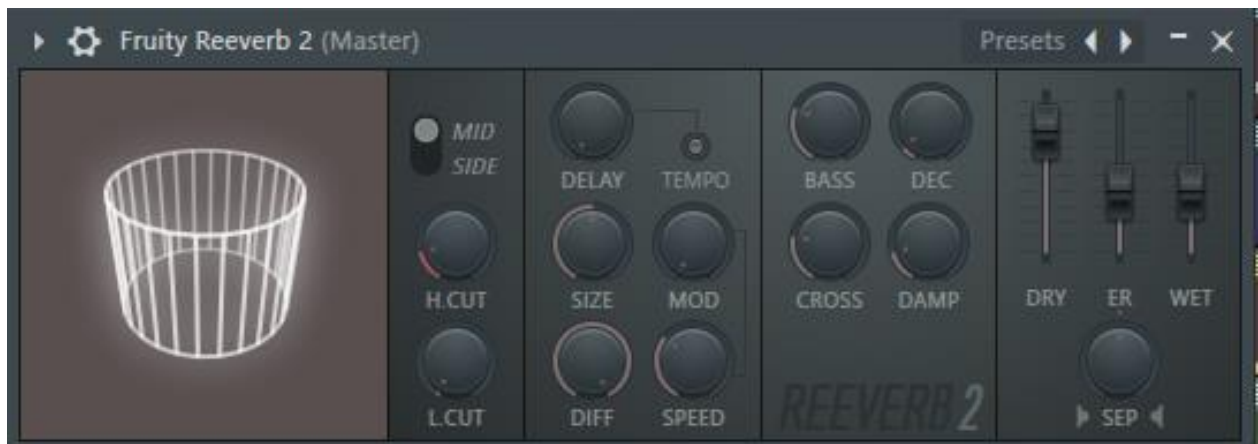 Fruity Reeverb 2 (Master) Presets
MID
SIDE
DELAY TEMPO BASS DEC
H.CUT SIZE MOD CROSS DAMP DRY ER WET
L.CUT DIFF SPEED REEVERB 2 SEP